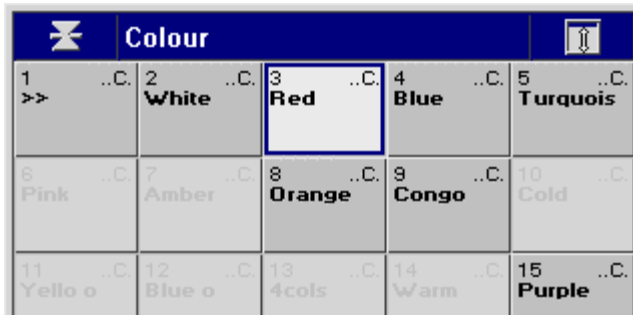 Colour
1 ..C. 2 ..C. 3 ..C. 4 ..C. 5 ..C.
>> White Red Blue Turquois
6 ..C. 7 ..C. 8 ..C. 9 ..C. 10 ..C.
Pink Amber Orange Congo Cold
11 ..C. 12 ..C. 13 ..C. 14 ..C. 15 ..C.
Yello o Blue o 4cols Warm Purple